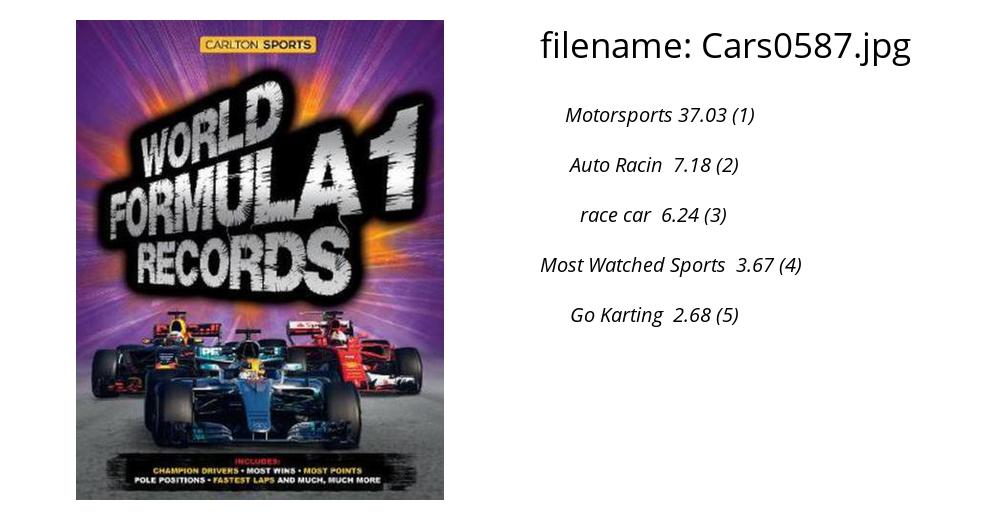 CARLTON SPORTS
WORLD
FORMULA 1
RECORDS
INCLUDES:
CHAMPION DRIVERS • MOST WINS • MOST POINTS
POLE POSITIONS • FASTEST LAPS AND MUCH, MUCH MORE
filename: Cars0587.jpg
Motorsports 37.03 (1)
Auto Racin 7.18 (2)
race car 6.24 (3)
Most Watched Sports 3.67 (4)
Go Karting 2.68 (5)